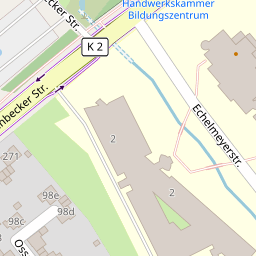 Handwerkskammer
Bildungszentrum
becker Str.
K 2
nbecker Str.
Echelmeyerstr.
2
2
271
98e
98d
98c
Oss